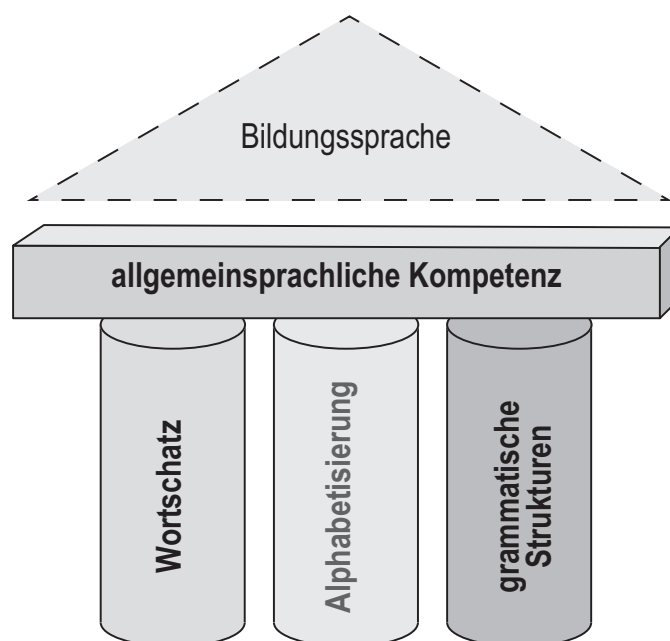 Bildungssprache
allgemeinsprachliche Kompetenz
Wortschatz
Alphabetisierung
grammatische
Strukturen